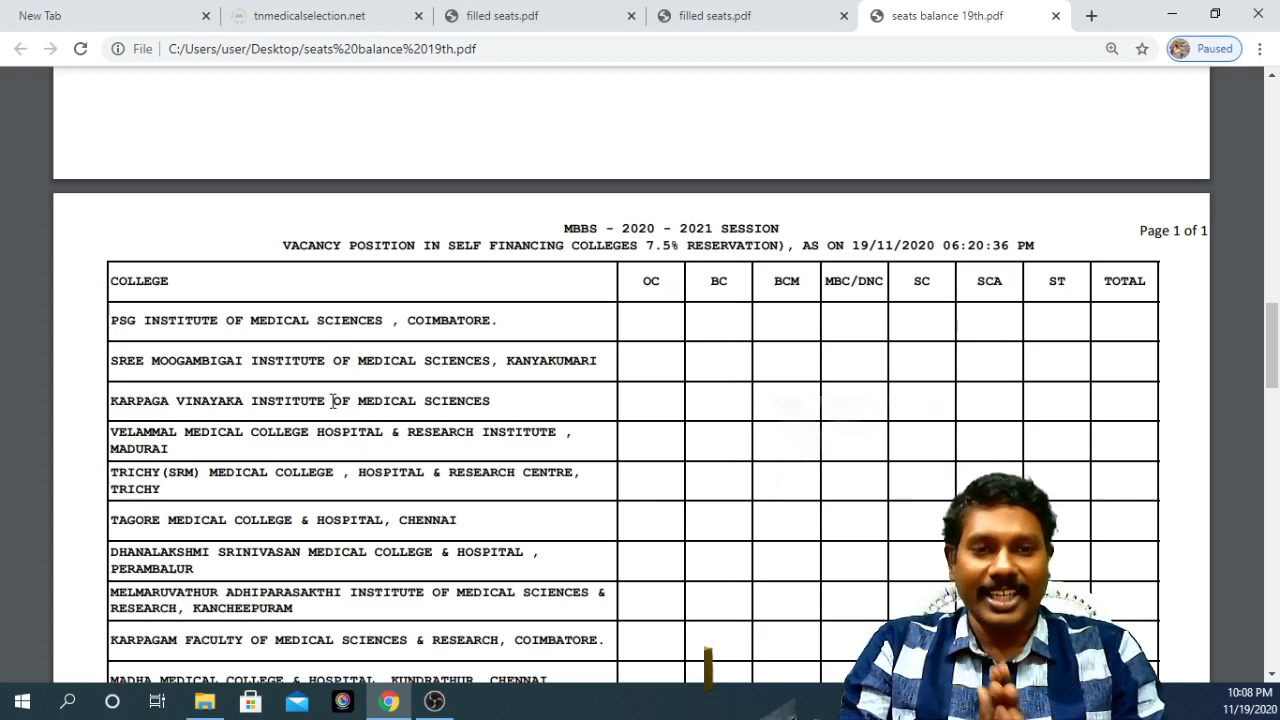 New Tab
tnmedicalselection.net
filled seats.pdf
filled seats.pdf
seats balance 19th.pdf
File
C:/Users/user/Desktop/seats%20balance%2019th.pdf
Paused
MBBS - 2020 - 2021 SESSION
Page 1 of 1
VACANCY POSITION IN SELF FINANCING COLLEGES 7.5% RESERVATION), AS ON 19/11/2020 06:20:36 PM
COLLEGE OC BC BCM MBC/DNC SC SCA ST TOTAL
PSG INSTITUTE OF MEDICAL SCIENCES , COIMBATORE.
SREE MOOGAMBIGAI INSTITUTE OF MEDICAL SCIENCES, KANYAKUMARI
KARPAGA VINAYAKA INSTITUTE OF MEDICAL SCIENCES
VELAMMAL MEDICAL COLLEGE HOSPITAL & RESEARCH INSTITUTE ,
MADURAI
TRICHY(SRM) MEDICAL COLLEGE , HOSPITAL & RESEARCH CENTRE,
TRICHY
TAGORE MEDICAL COLLEGE & HOSPITAL, CHENNAI
DHANALAKSHMI SRINIVASAN MEDICAL COLLEGE & HOSPITAL ,
PERAMBALUR
MELMARUVATHUR ADHIPARASAKTHI INSTITUTE OF MEDICAL SCIENCES &
RESEARCH, KANCHEEPURAM
KARPAGAM FACULTY OF MEDICAL SCIENCES & RESEARCH, COIMBATORE.
MADHA MEDICAL COLLEGE & HOSPITAL, KUNDRATHUR, CHENNAI
10:08 PM
11/19/2020